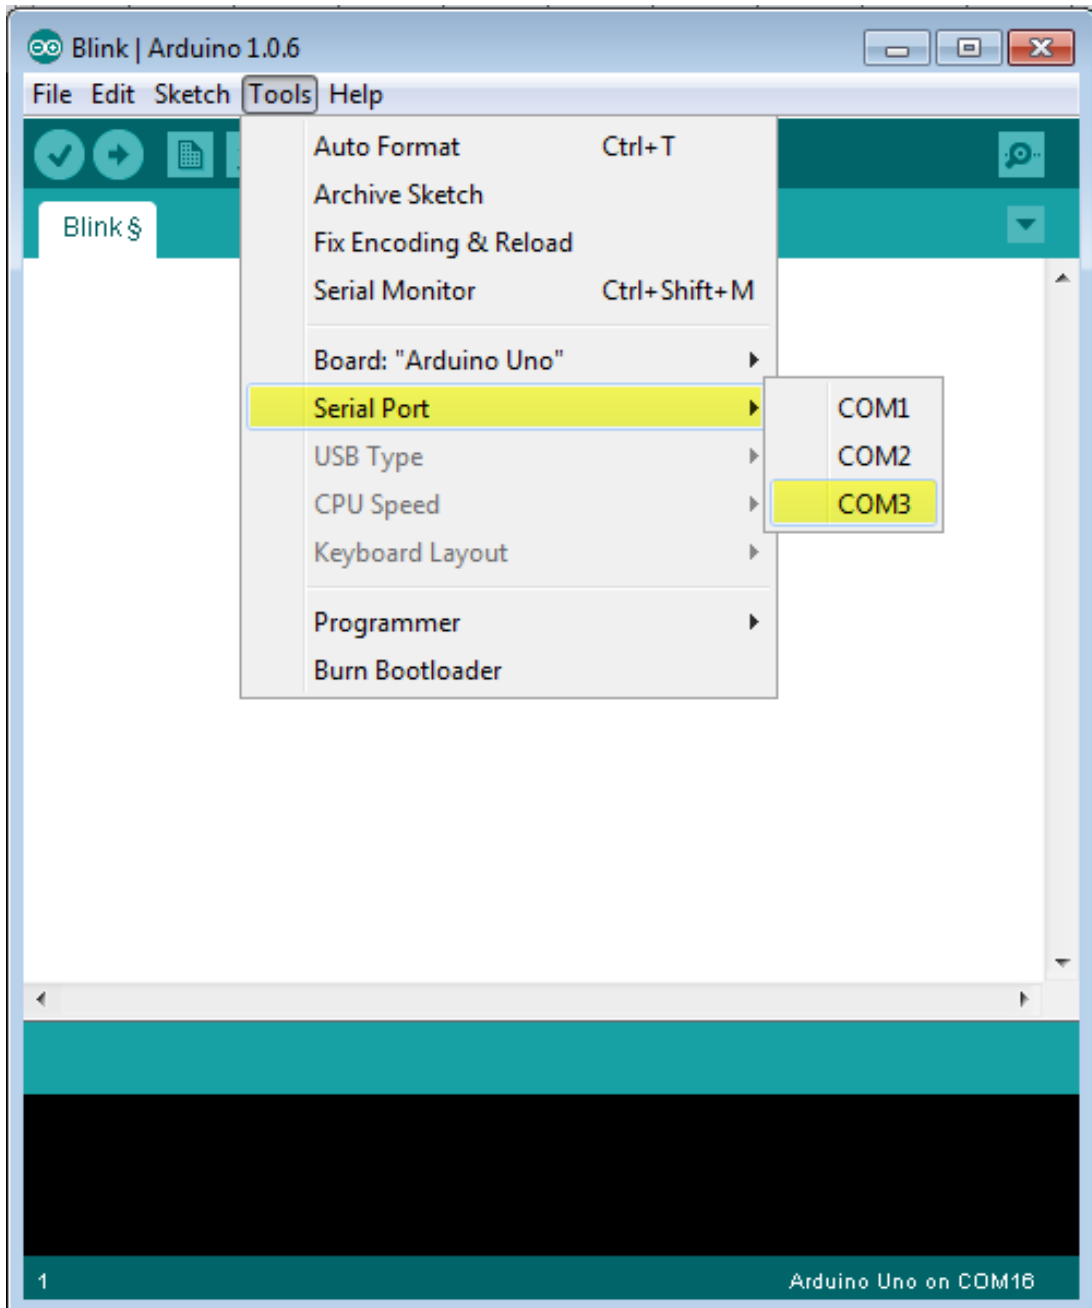 Blink | Arduino 1.0.6
File Edit Sketch Tools Help
Auto Format Ctrl+T
Archive Sketch
Fix Encoding & Reload
Serial Monitor Ctrl+Shift+M
Blink §
Board: "Arduino Uno"
Serial Port
USB Type
CPU Speed
Keyboard Layout
COM1
COM2
COM3
Programmer
Burn Bootloader
1
Arduino Uno on COM16